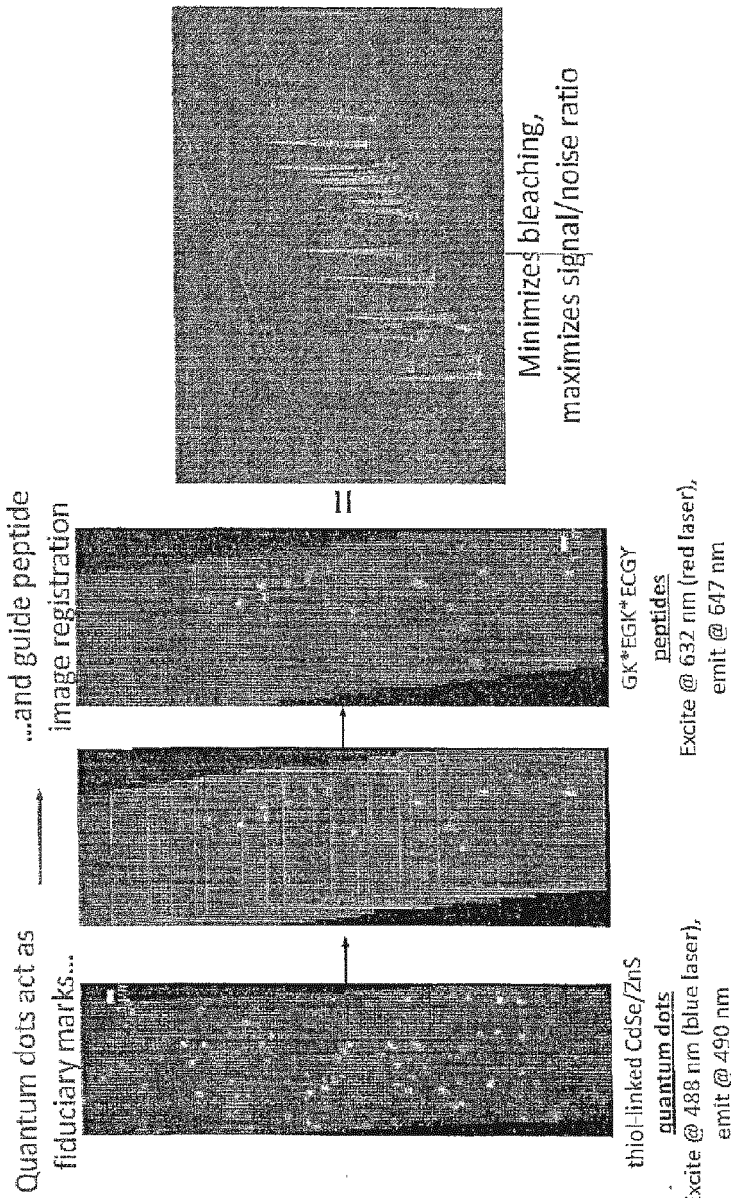 Quantum dots act as
fiduciary marks...
...and guide peptide
image registration
=
Minimizes bleaching,
maximizes signal/noise ratio
thiol-linked CdSe/ZnS
quantum dots
xcite @ 488 nm (blue laser),
emit @ 490 nm
GK*EGK*ECGY
peptides
Excite @ 632 nm (red laser),
emit @ 647 nm